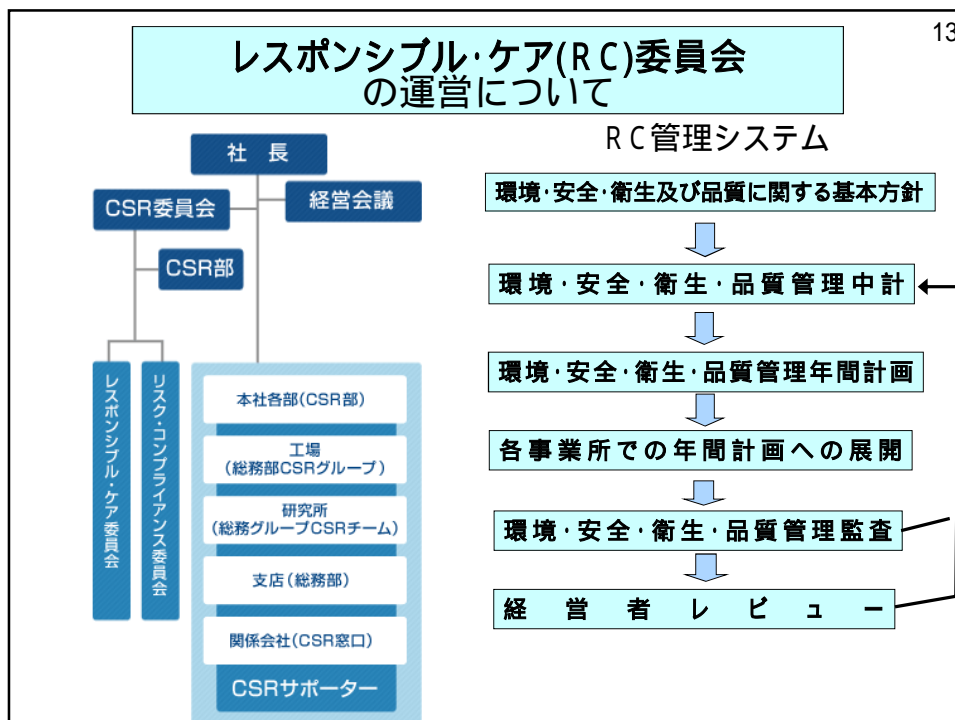 13
レスポンシブル・ケア(RC)委員会
の運営について
社 長
経営会議
CSR委員会
CSR部
レスポンシブル・ケア委員会
リスク・コンプライアンス委員会
本社各部(CSR部)
工場
(総務部CSRグループ)
研究所
(総務グループCSRチーム)
支店(総務部)
関係会社(CSR窓口)
CSRサポーター
RC管理システム
環境・安全・衛生及び品質に関する基本方針
環境・安全・衛生・品質管理中計
環境・安全・衛生・品質管理年間計画
各事業所での年間計画への展開
環境・安全・衛生・品質管理監査
経営者レビュー